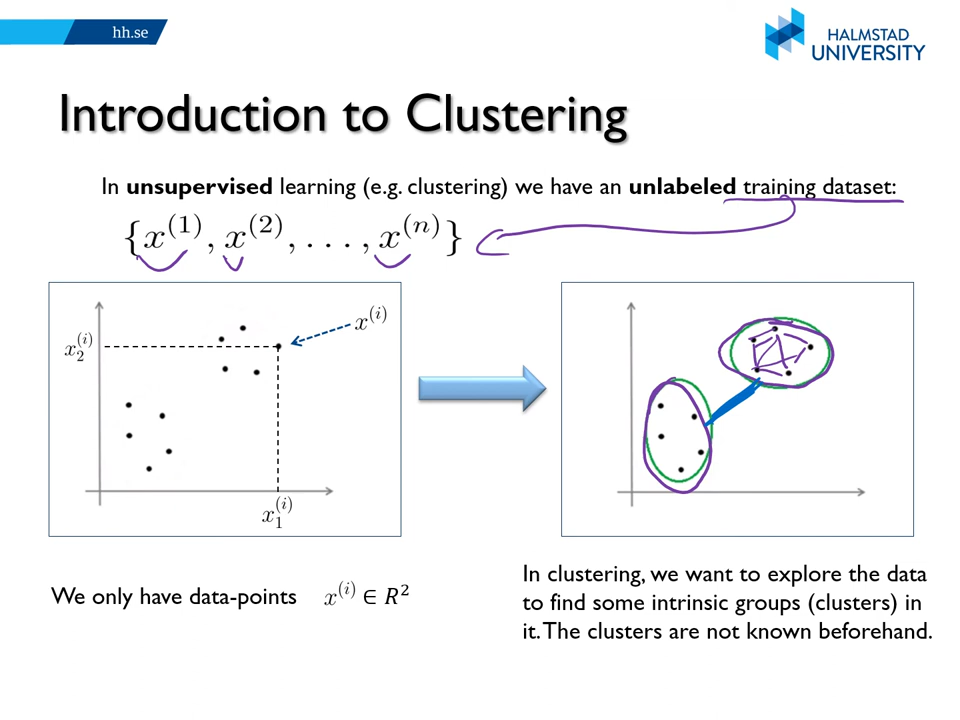 hh.se
HALMSTAD
UNIVERSITY
Introduction to Clustering
In unsupervised learning (e.g. clustering) we have an unlabeled training dataset:
{x^(1), x^(2), . . . , x^(n)}
x^(i)
x_2^(i)
x_1^(i)
We only have data-points x^(i) ∈ R²
In clustering, we want to explore the data
to find some intrinsic groups (clusters) in
it. The clusters are not known beforehand.